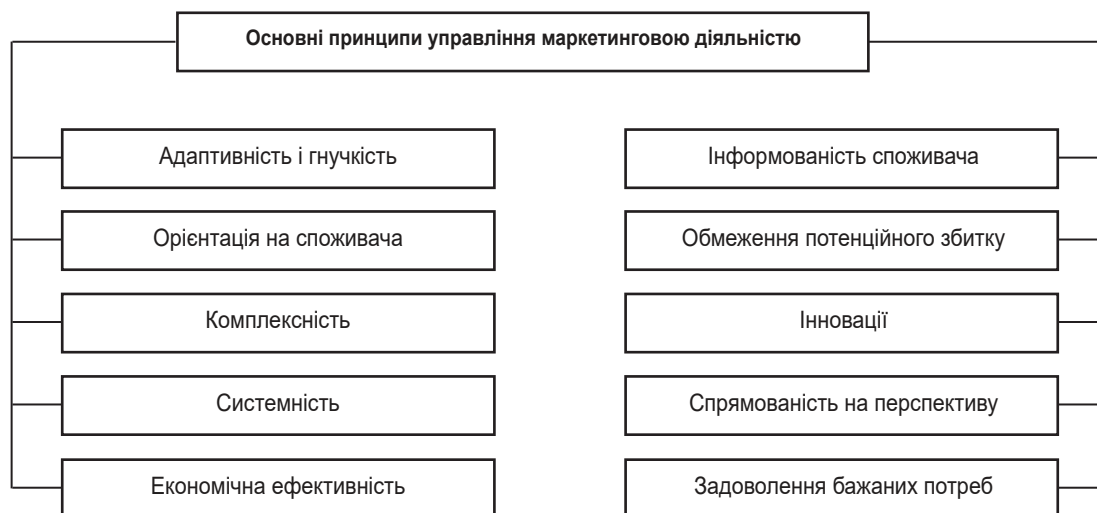 Основні принципи управління маркетинговою діяльністю
Адаптивність і гнучкість
Орієнтація на споживача
Комплексність
Системність
Економічна ефективність
Інформованість споживача
Обмеження потенційного збитку
Інновації
Спрямованість на перспективу
Задоволення бажаних потреб